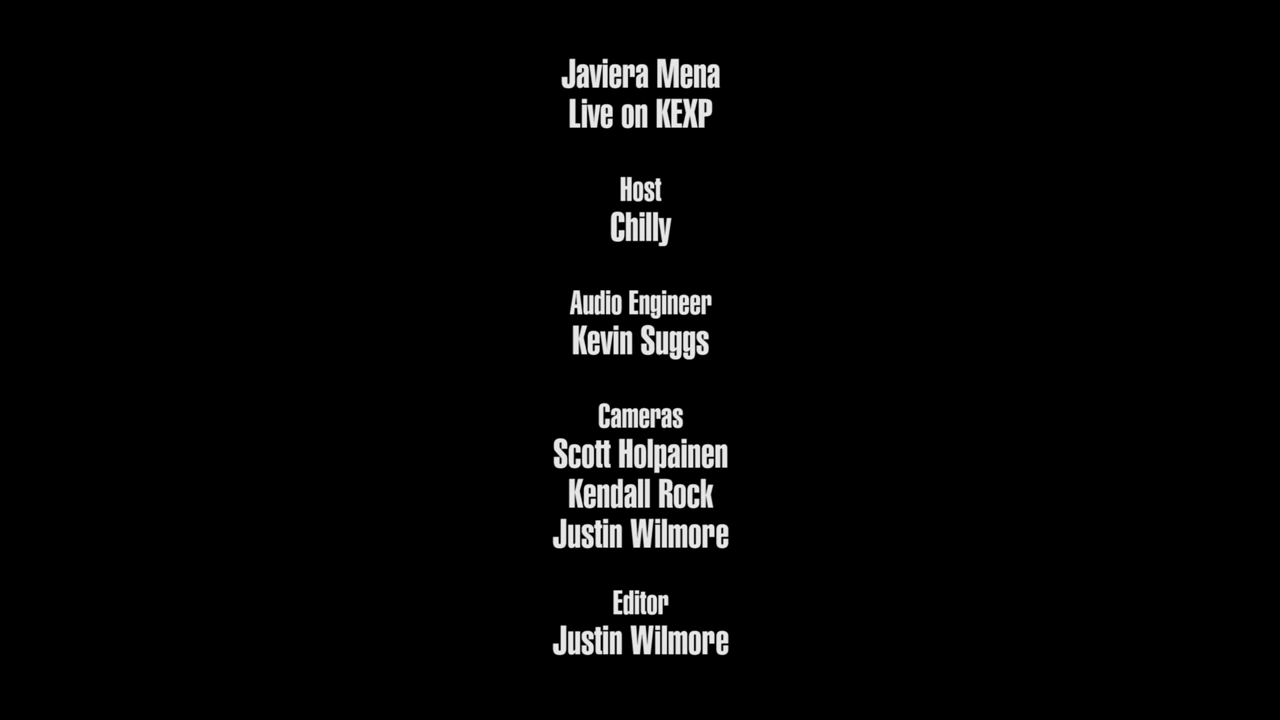 Javiera Mena
Live on KEXP
Host
Chilly
Audio Engineer
Kevin Suggs
Cameras
Scott Holpainen
Kendall Rock
Justin Wilmore
Editor
Justin Wilmore